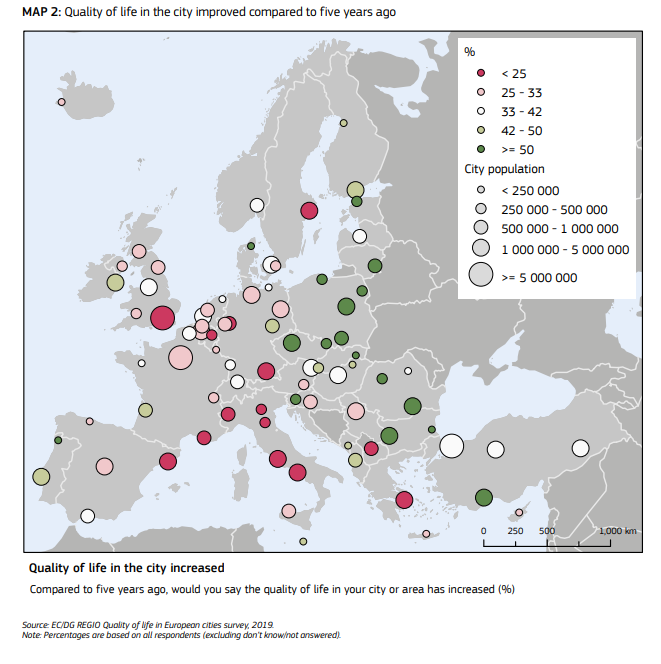 MAP 2: Quality of life in the city improved compared to five years ago
%
< 25
25 - 33
33 - 42
42 - 50
>= 50
City population
< 250 000
250 000 - 500 000
500 000 - 1 000 000
1 000 000 - 5 000 000
>= 5 000 000
0 250 500 1,000 km
Quality of life in the city increased
Compared to five years ago, would you say the quality of life in your city or area has increased (%)
Source: EC/DG REGIO Quality of life in European cities survey, 2019.
Note: Percentages are based on all respondents (excluding don't know/not answered).